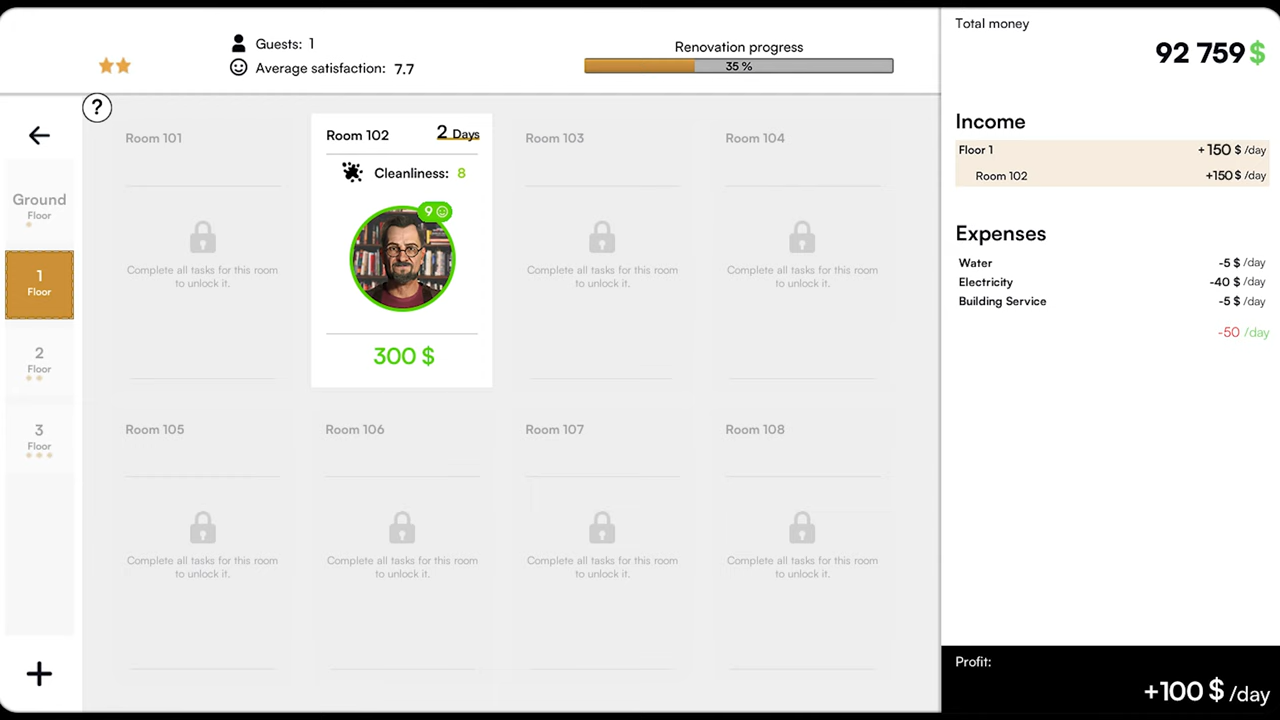 Guests: 1
Average satisfaction: 7.7
Renovation progress
35 %
Total money
92 759 $
?
Ground
Floor
1
Floor
2
Floor
3
Floor
+
Room 101
Complete all tasks for this room
to unlock it.
Room 102 2 Days
Cleanliness: 8
9
300 $
Room 103
Complete all tasks for this room
to unlock it.
Room 104
Complete all tasks for this room
to unlock it.
Room 105
Complete all tasks for this room
to unlock it.
Room 106
Complete all tasks for this room
to unlock it.
Room 107
Complete all tasks for this room
to unlock it.
Room 108
Complete all tasks for this room
to unlock it.
Income
Floor 1 +150 $ /day
Room 102 +150 $ /day
Expenses
Water -5 $ /day
Electricity -40 $ /day
Building Service -5 $ /day
-50 /day
Profit:
+100 $ /day